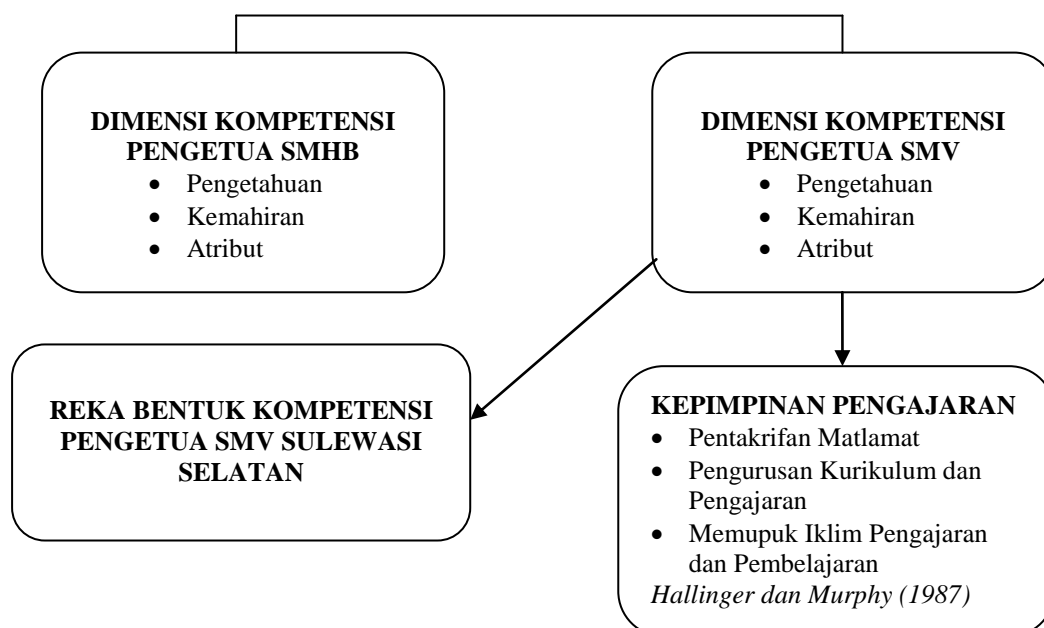 DIMENSI KOMPETENSI
PENGETUA SMHB
• Pengetahuan
• Kemahiran
• Atribut
DIMENSI KOMPETENSI
PENGETUA SMV
• Pengetahuan
• Kemahiran
• Atribut
REKA BENTUK KOMPETENSI
PENGETUA SMV SULEWASI
SELATAN
KEPIMPINAN PENGAJARAN
• Pentakrifan Matlamat
• Pengurusan Kurikulum dan
Pengajaran
• Memupuk Iklim Pengajaran
dan Pembelajaran
Hallinger dan Murphy (1987)